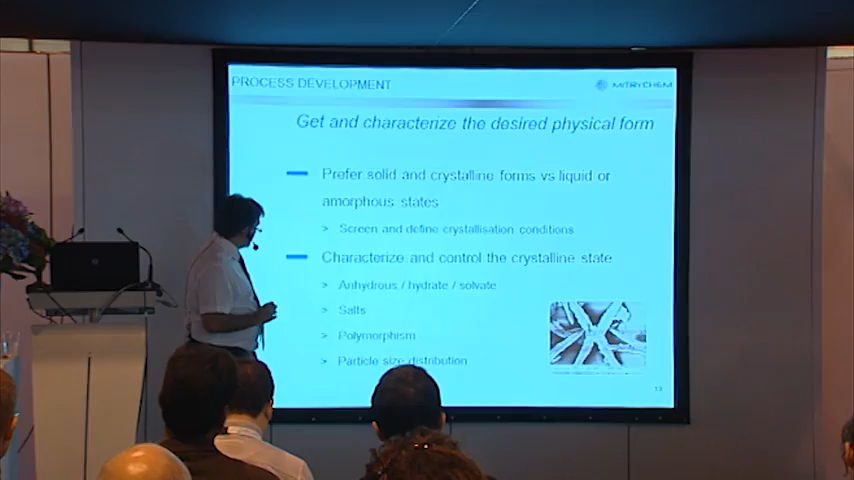 PROCESS DEVELOPMENT
MITRYCHEM
Get and characterize the desired physical form
Prefer solid and crystalline forms vs liquid or
amorphous states
> Screen and define crystallisation conditions
Characterize and control the crystalline state
> Anhydrous / hydrate / solvate
> Salts
> Polymorphism
> Particle size distribution
13